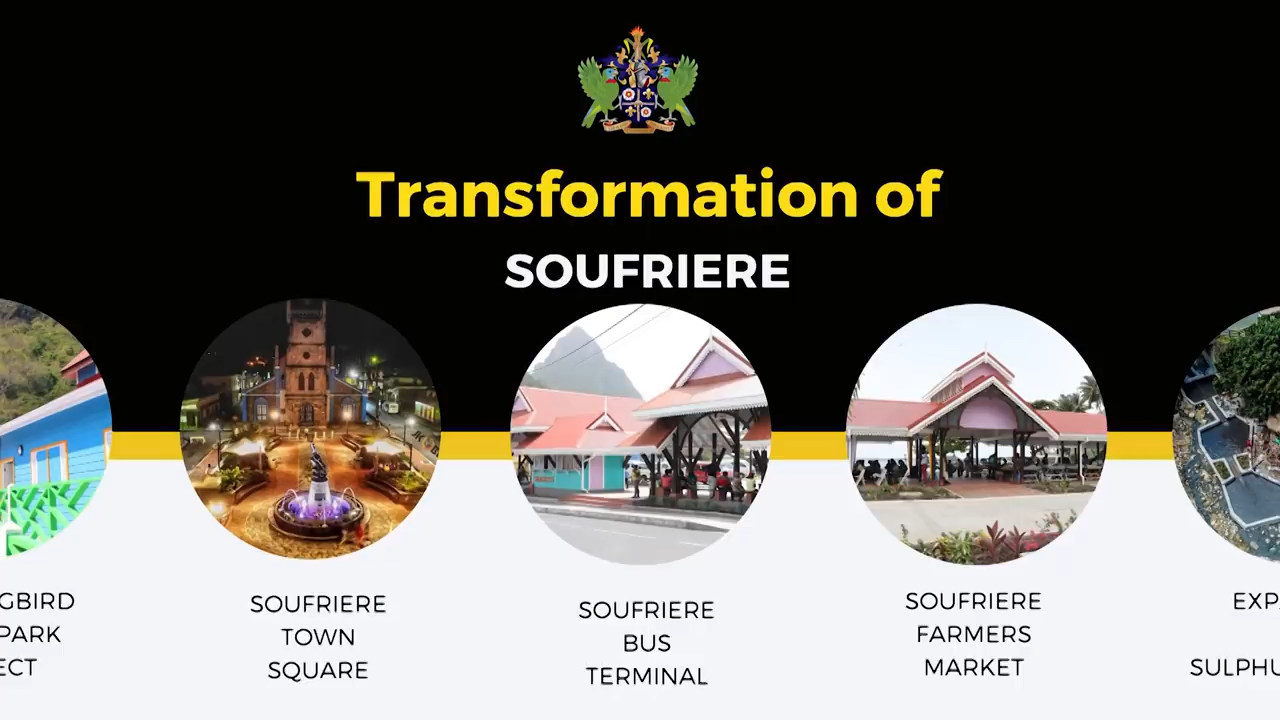 Transformation of
SOUFRIERE
GBIRD
PARK
ECT
SOUFRIERE
TOWN
SQUARE
SOUFRIERE
BUS
TERMINAL
SOUFRIERE
FARMERS
MARKET
EXP
SULPHU